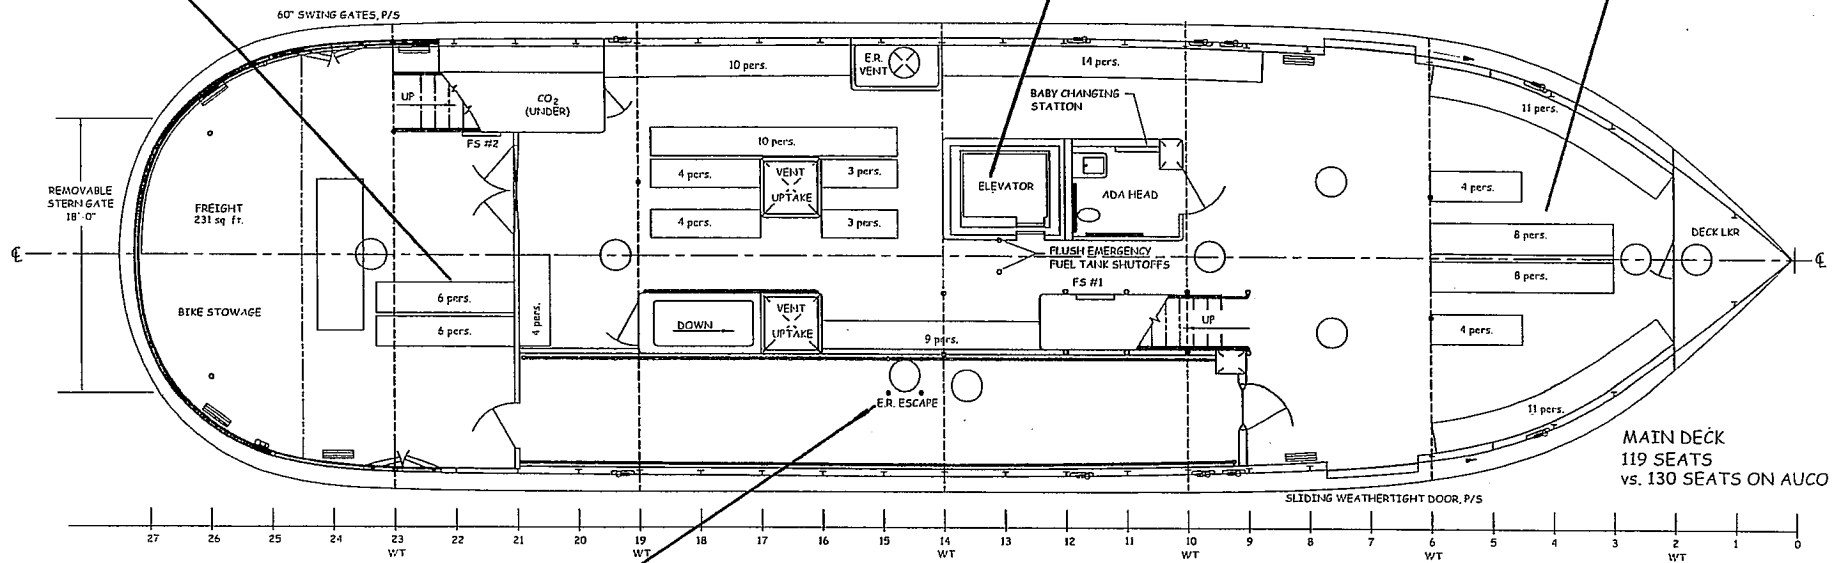 60" SWING GATES, P/S
10 pers.
E.R.
VENT
14 pers.
BABY CHANGING
STATION
11 pers.
UP
CO2
(UNDER)
FS #2
10 pers.
4 pers.
VENT
UPTAKE
3 pers.
4 pers.
3 pers.
ELEVATOR
ADA HEAD
4 pers.
REMOVABLE
STERN GATE
18'-0"
FREIGHT
231 sq ft.
8 pers.
DECK LKR
℄
℄
FLUSH EMERGENCY
FUEL TANK SHUTOFFS
8 pers.
FS #1
BIKE STOWAGE
6 pers.
6 pers.
4 pers.
DOWN
VENT
UPTAKE
9 pers.
UP
4 pers.
E.R. ESCAPE
11 pers.
MAIN DECK
119 SEATS
vs. 130 SEATS ON AUCO
SLIDING WEATHERTIGHT DOOR, P/S
27 26 25 24 23 22 21 20 19 18 17 16 15 14 13 12 11 10 9 8 7 6 5 4 3 2 1 0
WT WT WT WT WT WT